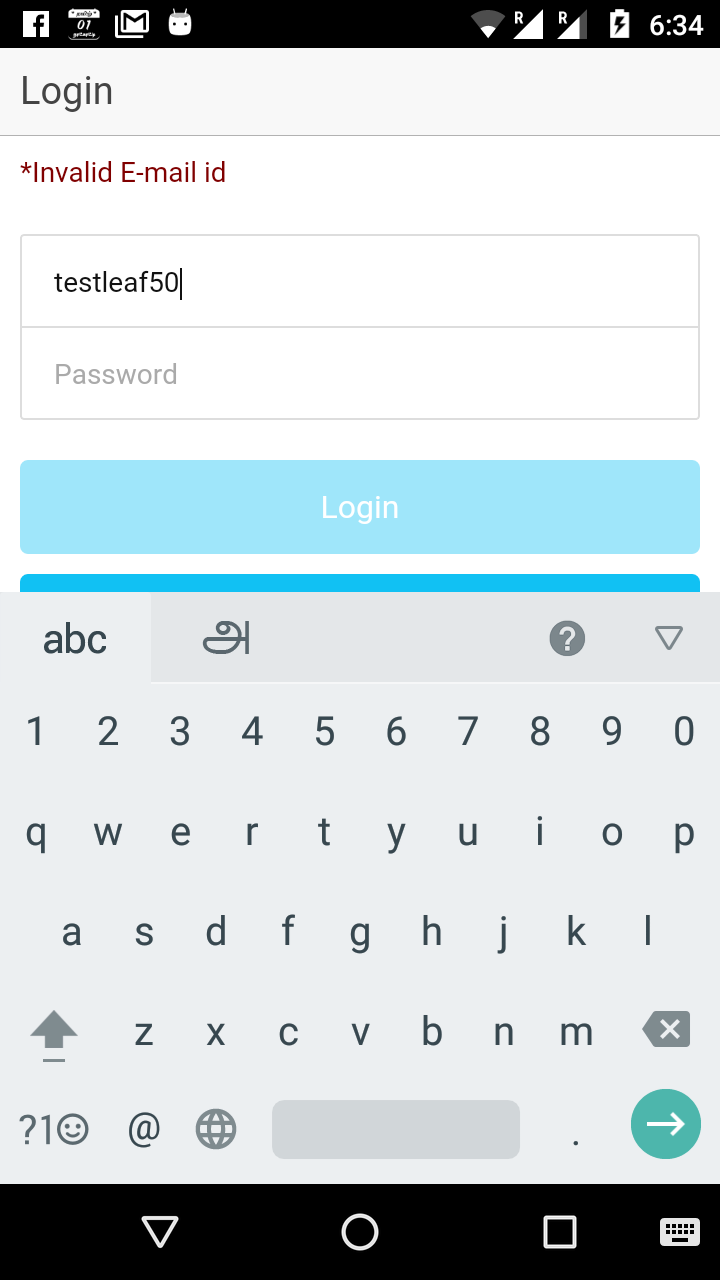 R R 6:34
Login
*Invalid E-mail id
testleaf50
Password
Login
abc அ ?
1 2 3 4 5 6 7 8 9 0
q w e r t y u i o p
a s d f g h j k l
z x c v b n m
?1☺ @ .